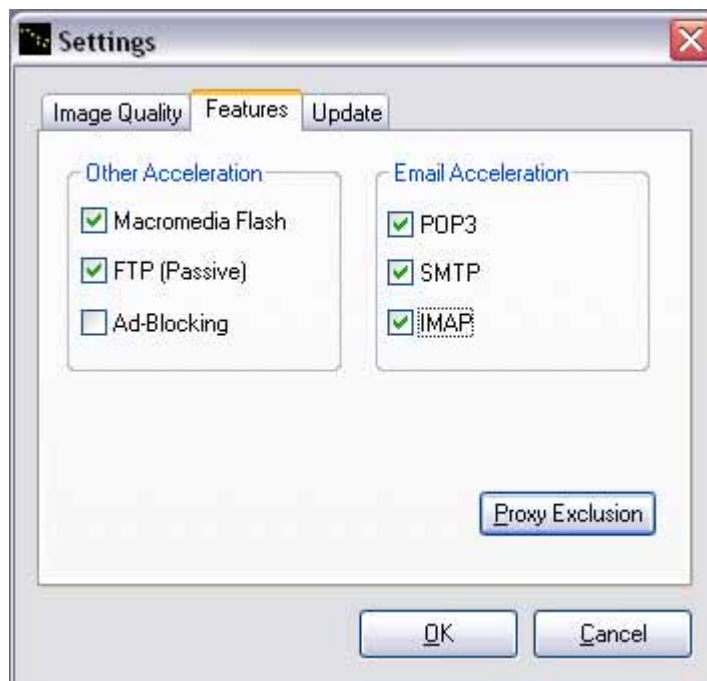 Settings
Image Quality Features Update
Other Acceleration
Macromedia Flash
FTP (Passive)
Ad-Blocking
Email Acceleration
POP3
SMTP
IMAP
Proxy Exclusion
OK Cancel